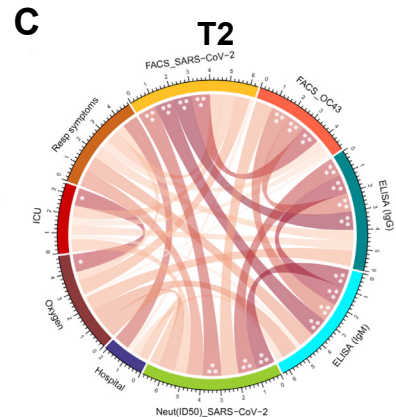 C
T2
FACS_SARS-CoV-2
FACS_OC43
Resp symptoms
ELISA (IgG)
ICU
Oxygen
ELISA (IgM)
Hospital
Neut(ID50)_SARS-CoV-2